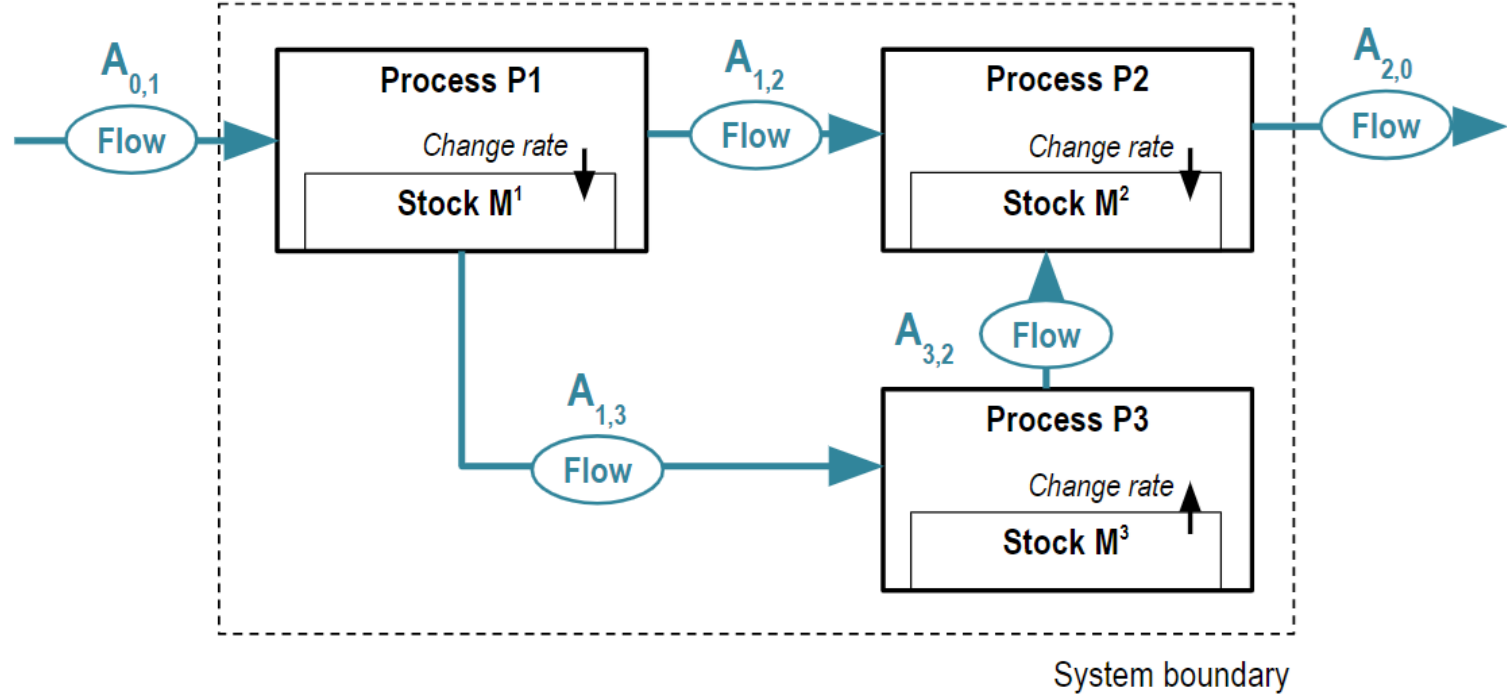 A0,1
Flow
Process P1
Change rate
Stock M1
A1,2
Flow
Process P2
Change rate
Stock M2
A2,0
Flow
A3,2
Flow
A1,3
Flow
Process P3
Change rate
Stock M3
System boundary